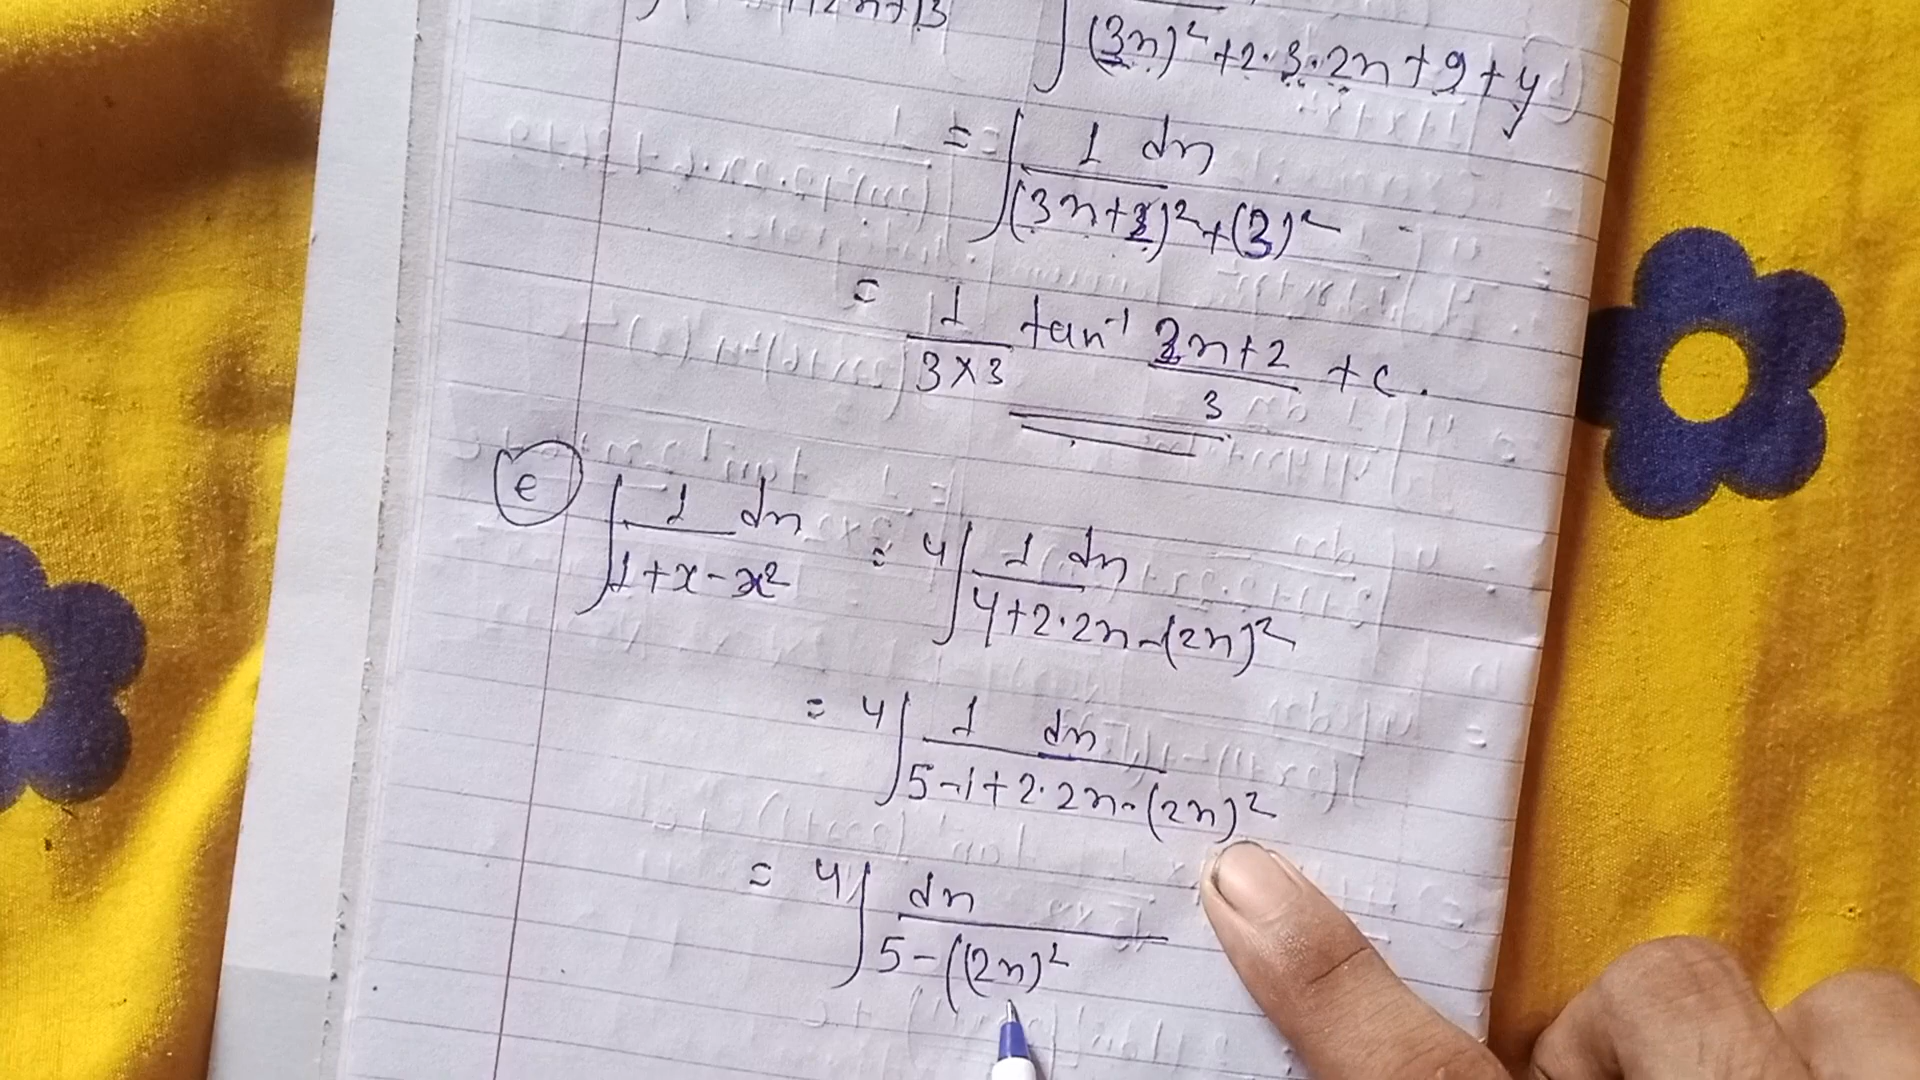 12x+13
(3x)² + 2·3·2x + 9 + 4
= ∫ 1 dx / (3x+2)² + (3)²
= 1/3×3 tan⁻¹ 3x+2/3 + c.
(e) ∫ 1 dx / 1+x-x² = 4∫ 1 dx / 4+2·2x-(2x)²
= 4∫ 1 dx / 5-1+2·2x-(2x)²
= 4∫ dx / 5-((2x)²